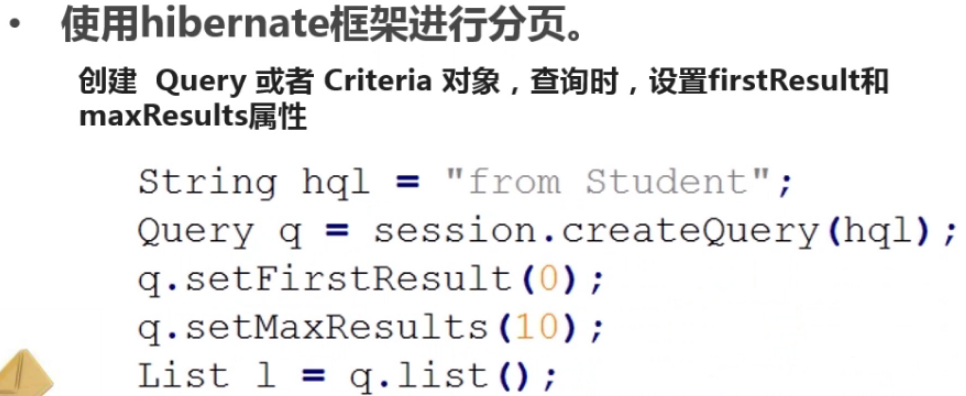 • 使用hibernate框架进行分页。
创建 Query 或者 Criteria 对象，查询时，设置firstResult和
maxResults属性
String hql = "from Student";
Query q = session.createQuery(hql);
q.setFirstResult(0);
q.setMaxResults(10);
List l = q.list();